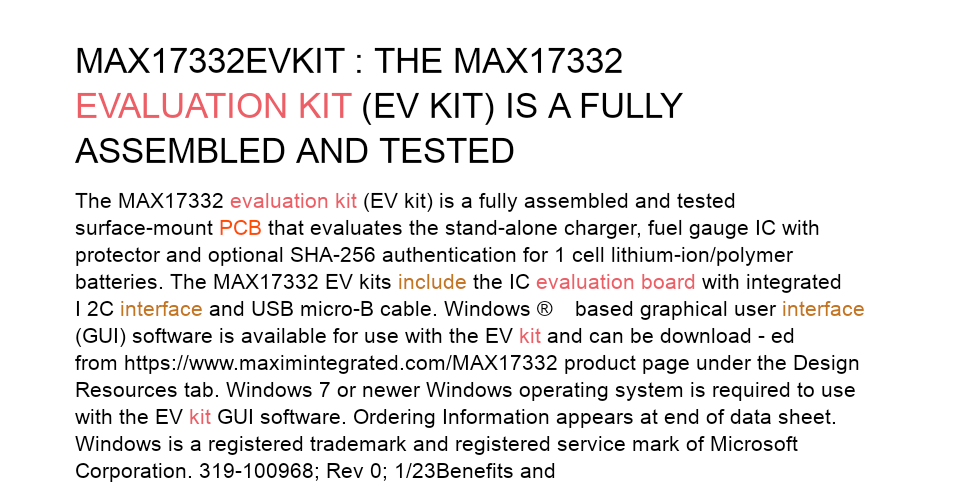 MAX17332EVKIT : THE MAX17332
EVALUATION KIT (EV KIT) IS A FULLY
ASSEMBLED AND TESTED
The MAX17332 evaluation kit (EV kit) is a fully assembled and tested
surface-mount PCB that evaluates the stand-alone charger, fuel gauge IC with
protector and optional SHA-256 authentication for 1 cell lithium-ion/polymer
batteries. The MAX17332 EV kits include the IC evaluation board with integrated
I 2C interface and USB micro-B cable. Windows ® based graphical user interface
(GUI) software is available for use with the EV kit and can be download - ed
from https://www.maximintegrated.com/MAX17332 product page under the Design
Resources tab. Windows 7 or newer Windows operating system is required to use
with the EV kit GUI software. Ordering Information appears at end of data sheet.
Windows is a registered trademark and registered service mark of Microsoft
Corporation. 319-100968; Rev 0; 1/23Benefits and